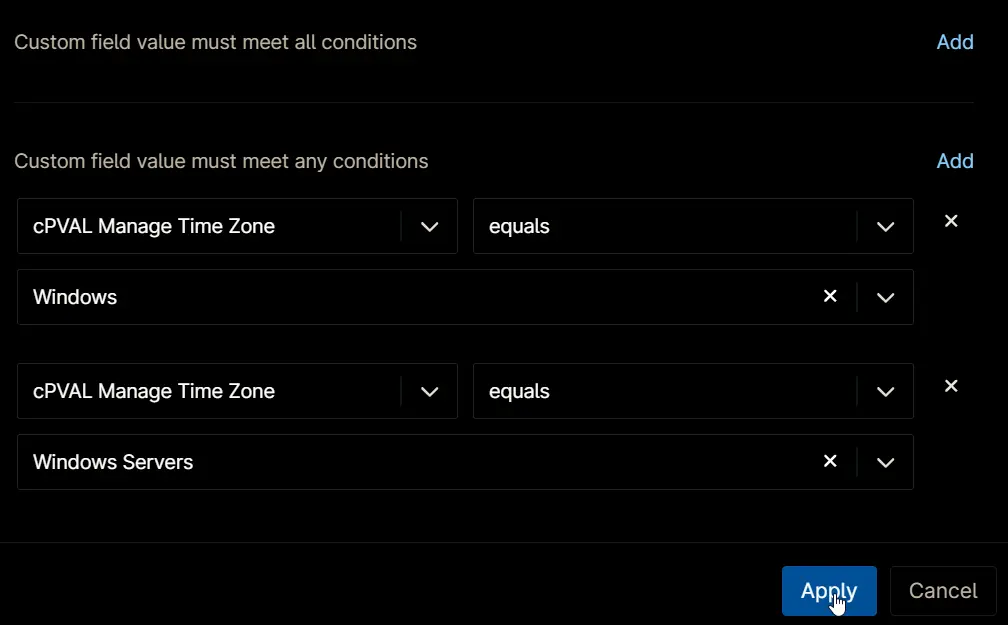 Custom field value must meet all conditions Add
Custom field value must meet any conditions Add
cPVAL Manage Time Zone equals
Windows
cPVAL Manage Time Zone equals
Windows Servers
Apply Cancel